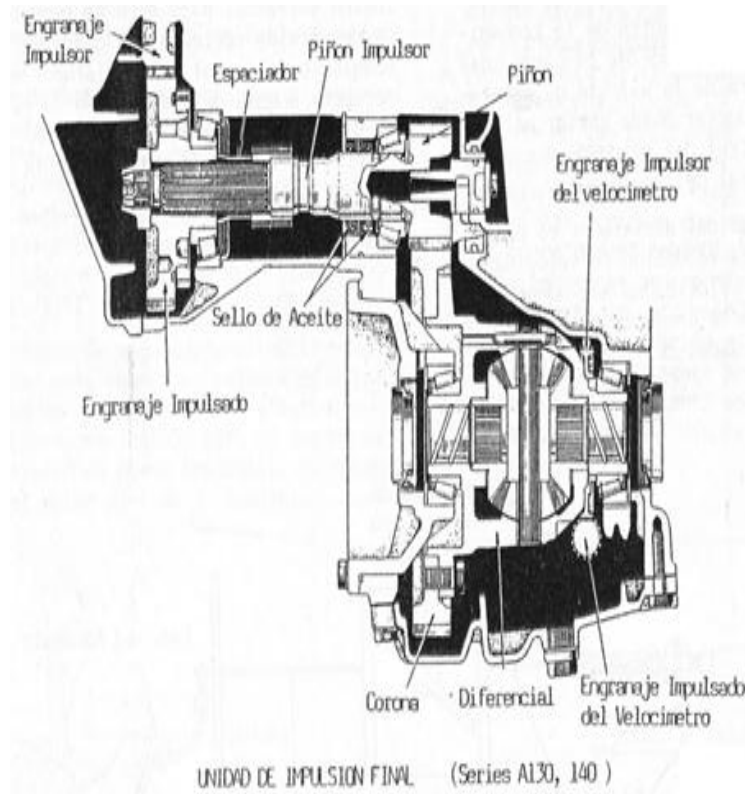 Engranaje
Impulsor
Piñon Impulsor
Espaciador
Piñon
Engranaje Impulsor
del velocimetro
Sello de Aceite
Engranaje Impulsado
Corona
Diferencial
Engranaje Impulsado
del Velocimetro
UNIDAD DE IMPULSION FINAL (Series A130, 140 )